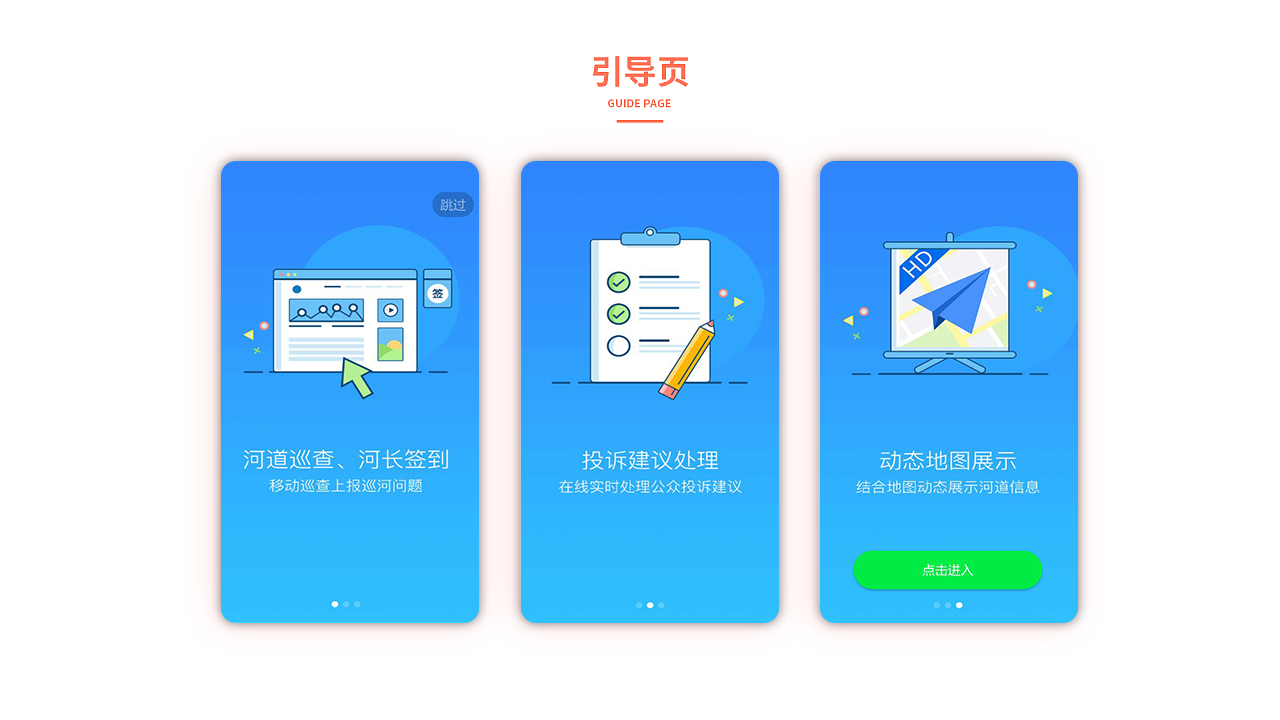 引导页
GUIDE PAGE
跳过
签
河道巡查、河长签到
移动巡查上报巡河问题
投诉建议处理
在线实时处理公众投诉建议
HD
动态地图展示
结合地图动态展示河道信息
点击进入